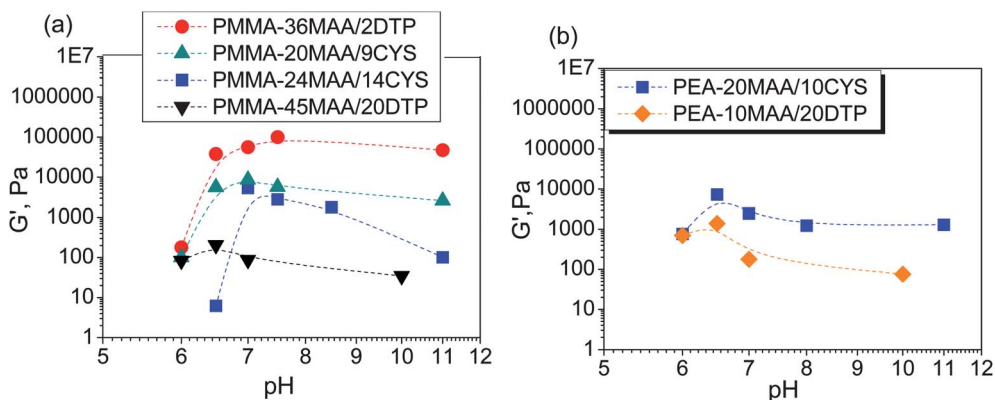 (a)
PMMA-36MAA/2DTP
PMMA-20MAA/9CYS
PMMA-24MAA/14CYS
PMMA-45MAA/20DTP
1E7
1000000
100000
10000
1000
100
10
1
G', Pa
5 6 7 8 9 10 11 12
pH
(b)
PEA-20MAA/10CYS
PEA-10MAA/20DTP
1E7
1000000
100000
10000
1000
100
10
1
G',Pa
5 6 7 8 9 10 11 12
pH